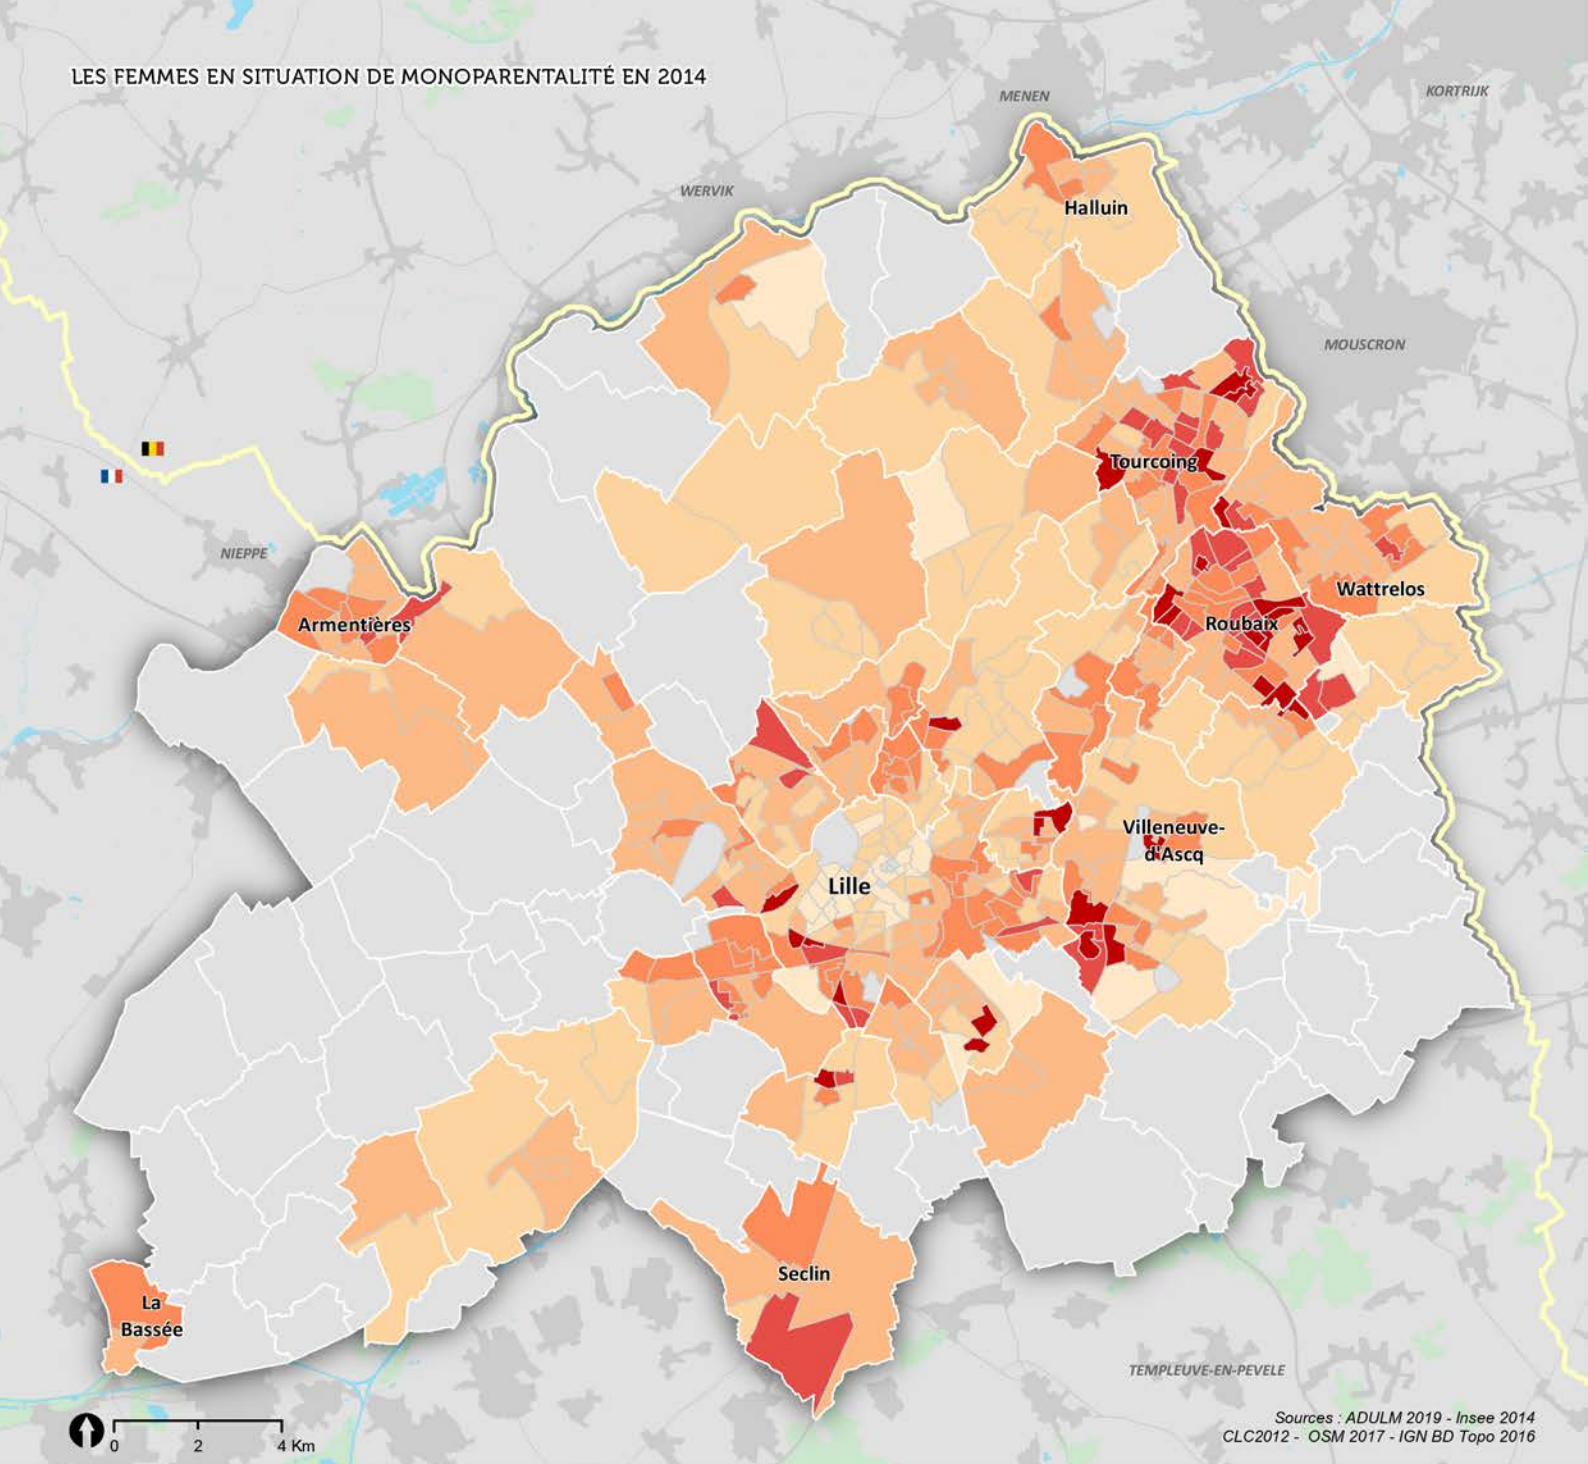 LES FEMMES EN SITUATION DE MONOPARENTALITÉ EN 2014
MENEN
KORTRIJK
WERVIK
Halluin
MOUSCRON
Tourcoing
NIEPPE
Wattrelos
Armentières
Roubaix
Villeneuve-
d'Ascq
Lille
Seclin
La
Bassée
TEMPLEUVE-EN-PEVELE
0 2 4 Km
Sources : ADULM 2019 - Insee 2014
CLC2012 - OSM 2017 - IGN BD Topo 2016